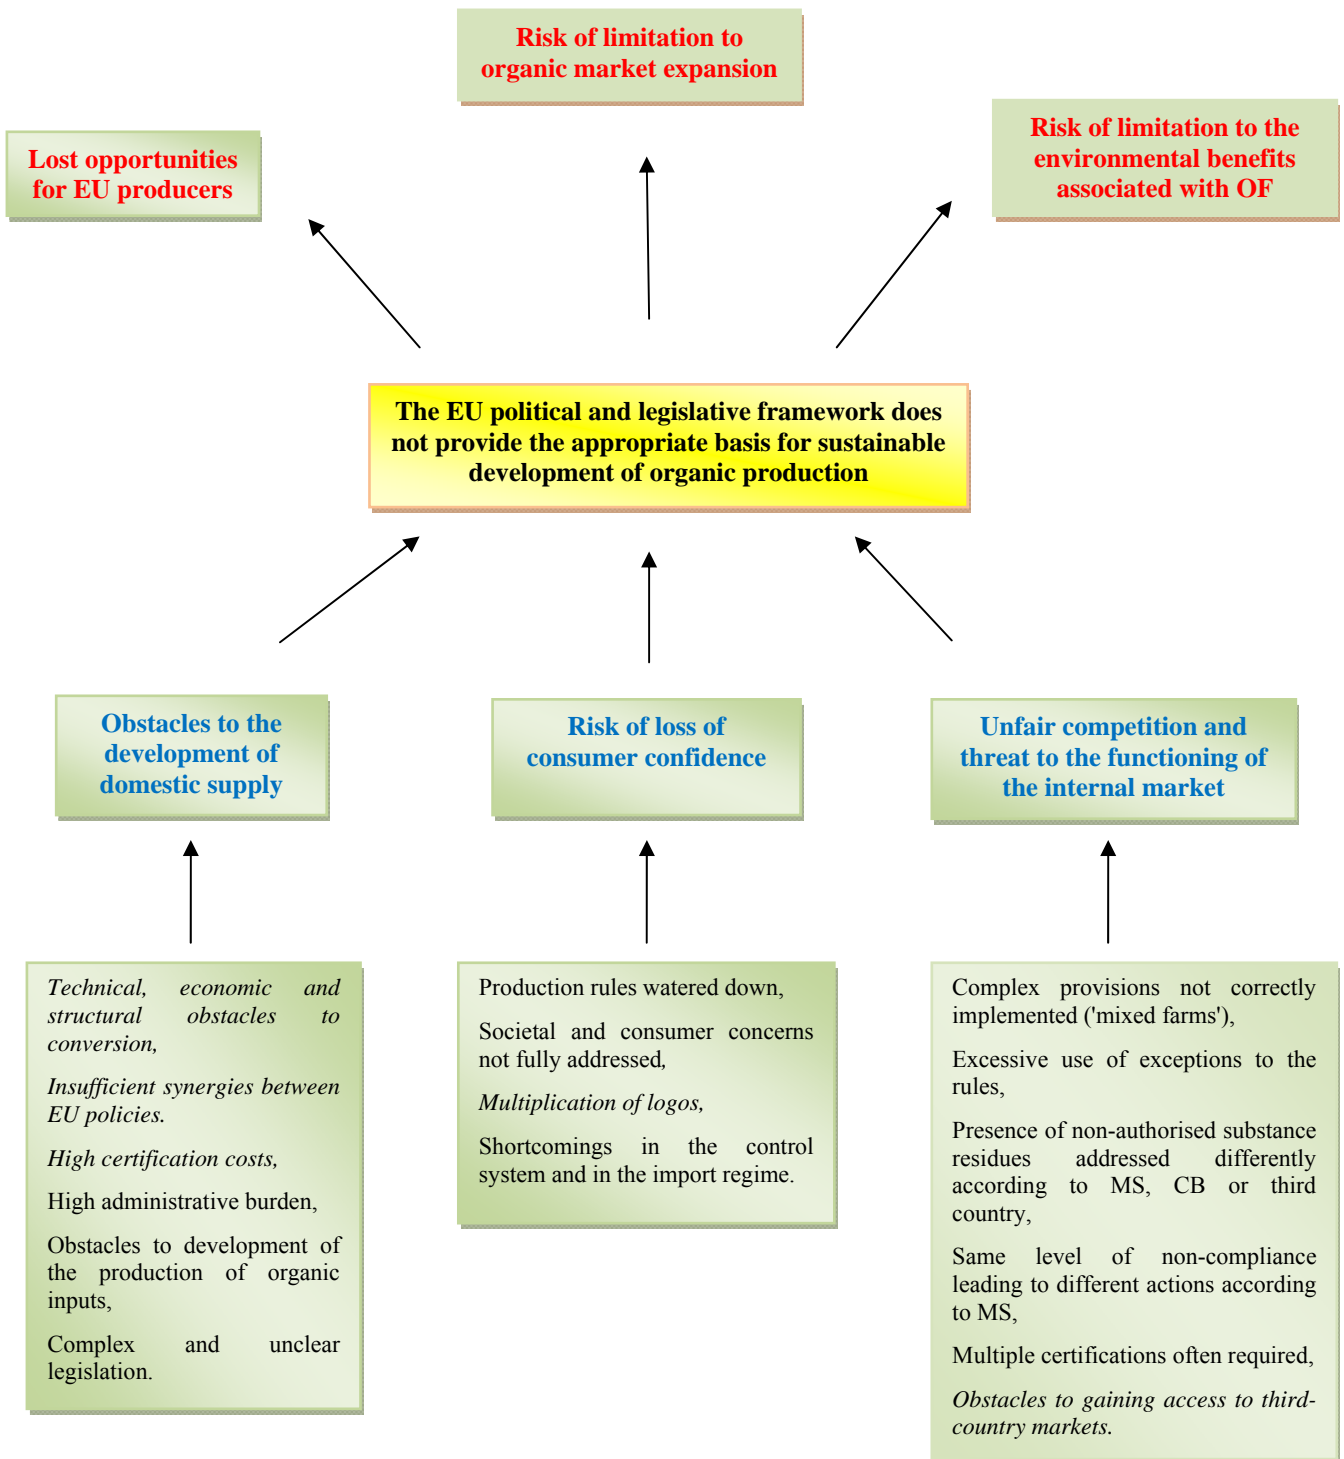 Risk of limitation to
organic market expansion
Lost opportunities
for EU producers
Risk of limitation to the
environmental benefits
associated with OF
The EU political and legislative framework does
not provide the appropriate basis for sustainable
development of organic production
Obstacles to the
development of
domestic supply
Risk of loss of
consumer confidence
Unfair competition and
threat to the functioning of
the internal market
Technical, economic and
structural obstacles to
conversion,
Insufficient synergies between
EU policies.
High certification costs,
High administrative burden,
Obstacles to development of
the production of organic
inputs,
Complex and unclear
legislation.
Production rules watered down,
Societal and consumer concerns
not fully addressed,
Multiplication of logos,
Shortcomings in the control
system and in the import regime.
Complex provisions not correctly
implemented ('mixed farms'),
Excessive use of exceptions to the
rules,
Presence of non-authorised substance
residues addressed differently
according to MS, CB or third
country,
Same level of non-compliance
leading to different actions according
to MS,
Multiple certifications often required,
Obstacles to gaining access to third-
country markets.